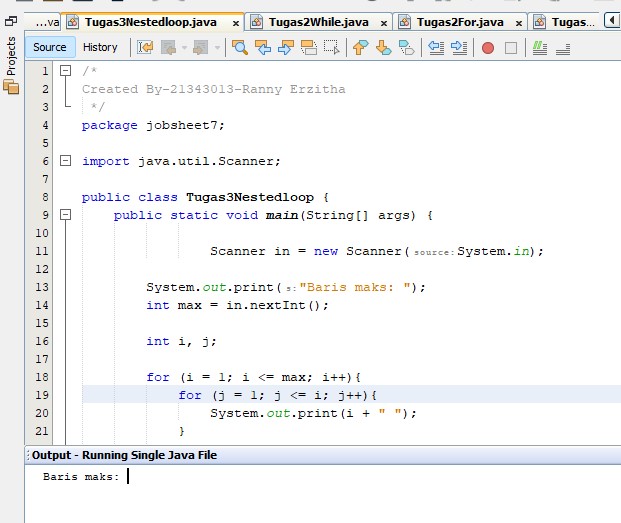 ...va
Tugas3Nestedloop.java
Tugas2While.java
Tugas2For.java
Tugas...
Projects
Source
History
1 /*
2 Created By-21343013-Ranny Erzitha
3 */
4 package jobsheet7;
5
6 import java.util.Scanner;
7
8 public class Tugas3Nestedloop {
9 public static void main(String[] args) {
10
11 Scanner in = new Scanner( source: System.in);
12
13 System.out.print( s: "Baris maks: ");
14 int max = in.nextInt();
15
16 int i, j;
17
18 for (i = 1; i <= max; i++){
19 for (j = 1; j <= i; j++){
20 System.out.print(i + " ");
21 }
Output - Running Single Java File
Baris maks: